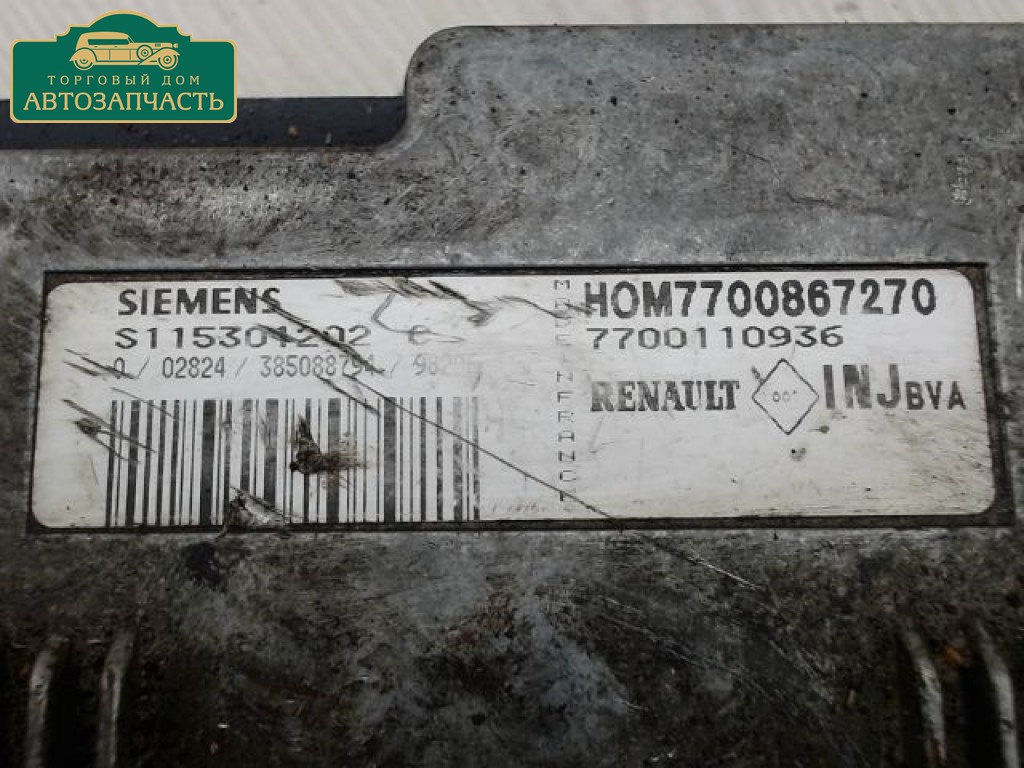 ТОРГОВЫЙ ДОМ
АВТОЗАПЧАСТЬ
SIEMENS
S115301202 C
0 / 02824 / 385088794 /
MADE IN FRANCE
HOM7700867270
7700110936
RENAULT INJ BVA